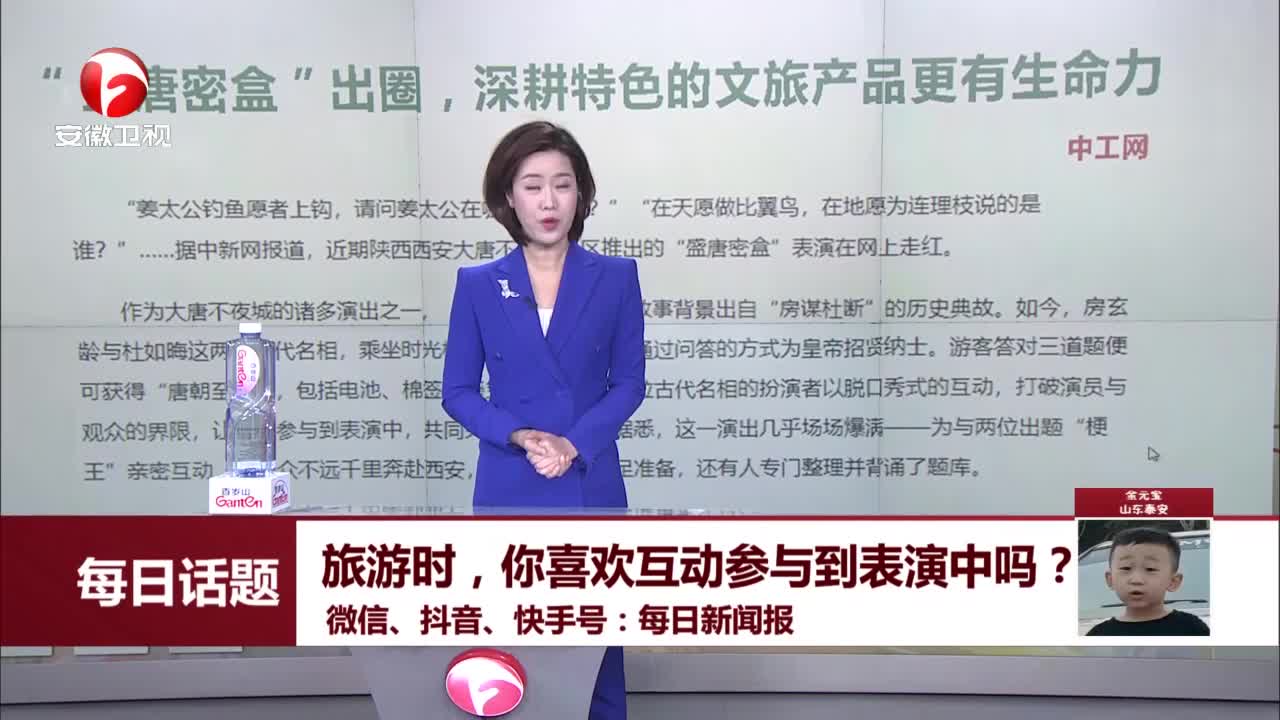 “ 唐密盒 ”出圈，深耕特色的文旅产品更有生命力
安徽卫视
中工网
“姜太公钓鱼愿者上钩，请问姜太公在 ？” “在天愿做比翼鸟，在地愿为连理枝说的是
谁？” ……据中新网报道，近期陕西西安大唐不 区推出的“盛唐密盒”表演在网上走红。
作为大唐不夜城的诸多演出之一， 故事背景出自“房谋杜断”的历史典故。如今，房玄
龄与杜如晦这两 代名相，乘坐时光 通过问答的方式为皇帝招贤纳士。游客答对三道题便
可获得“唐朝至 ，包括电池、棉签 位古代名相的扮演者以脱口秀式的互动，打破演员与
观众的界限，让 参与到表演中，共同 据悉，这一演出几乎场场爆满——为与两位出题“梗
王”亲密互动， 众不远千里奔赴西安， 足准备，还有人专门整理并背诵了题库。
Ganten
百岁山
Ganten
余元宝
山东泰安
每日话题
旅游时，你喜欢互动参与到表演中吗？
微信、抖音、快手号：每日新闻报